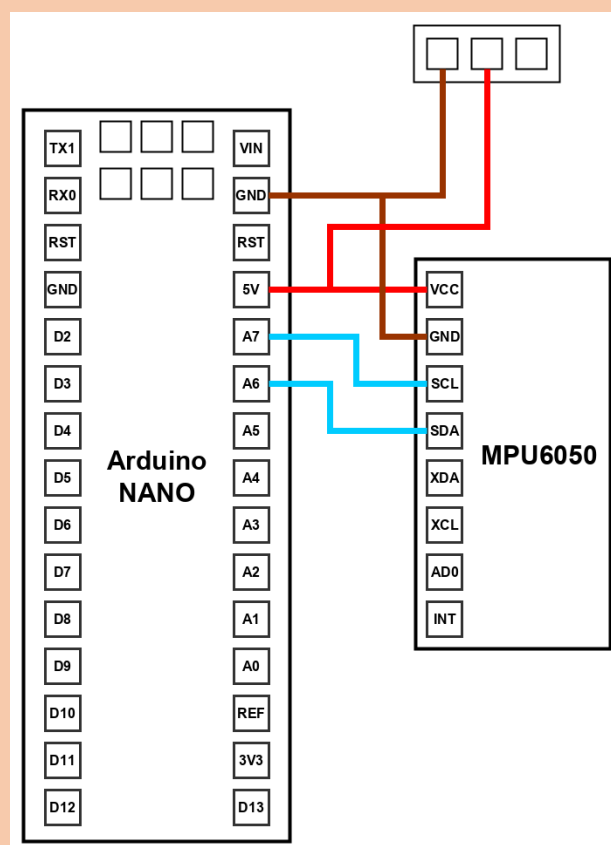 TX1
RX0
RST
GND
D2
D3
D4
D5
D6
D7
D8
D9
D10
D11
D12
Arduino
NANO
VIN
GND
RST
5V
A7
A6
A5
A4
A3
A2
A1
A0
REF
3V3
D13
VCC
GND
SCL
SDA
XDA
XCL
AD0
INT
MPU6050